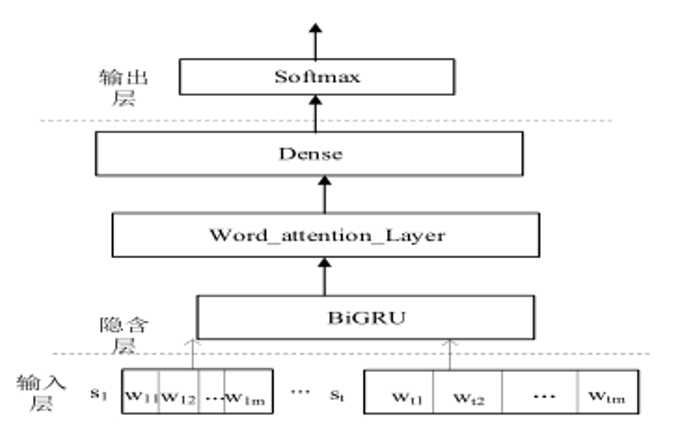 输出
层
Softmax
Dense
Word_attention_Layer
BiGRU
隐含
层
输入
层
s1 w11 w12 ...w1m ... st wt1 wt2 ... wtm